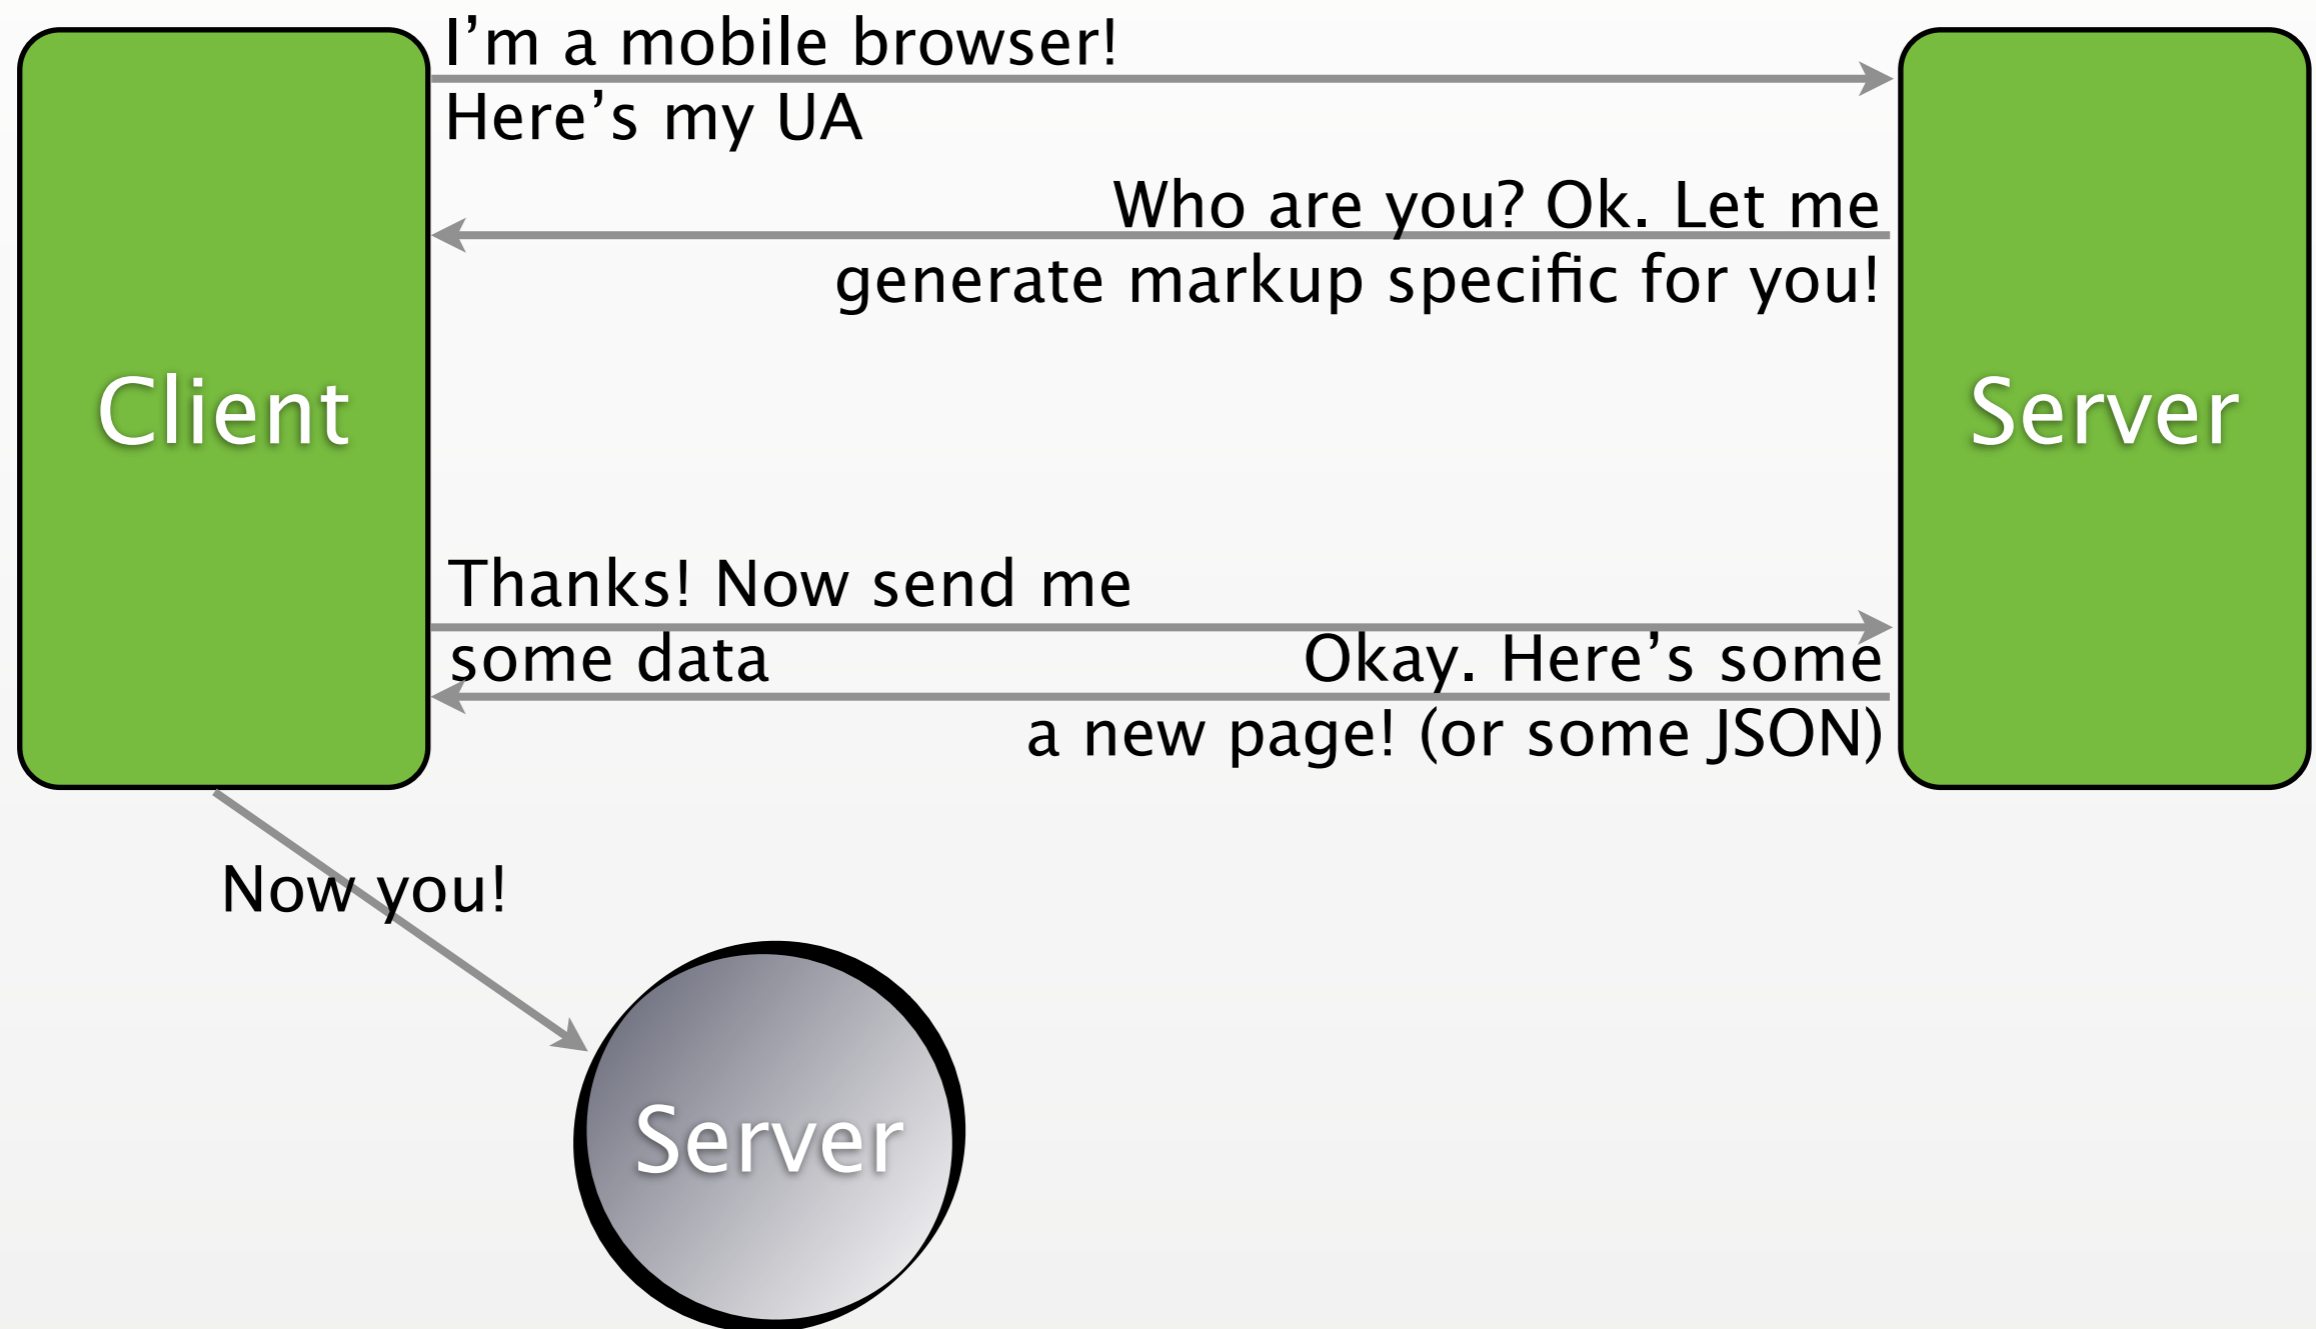 I’m a mobile browser!
Here’s my UA
Who are you? Ok. Let me
generate markup specific for you!
Client
Server
Thanks! Now send me
some data
Okay. Here’s some
a new page! (or some JSON)
Now you!
Server